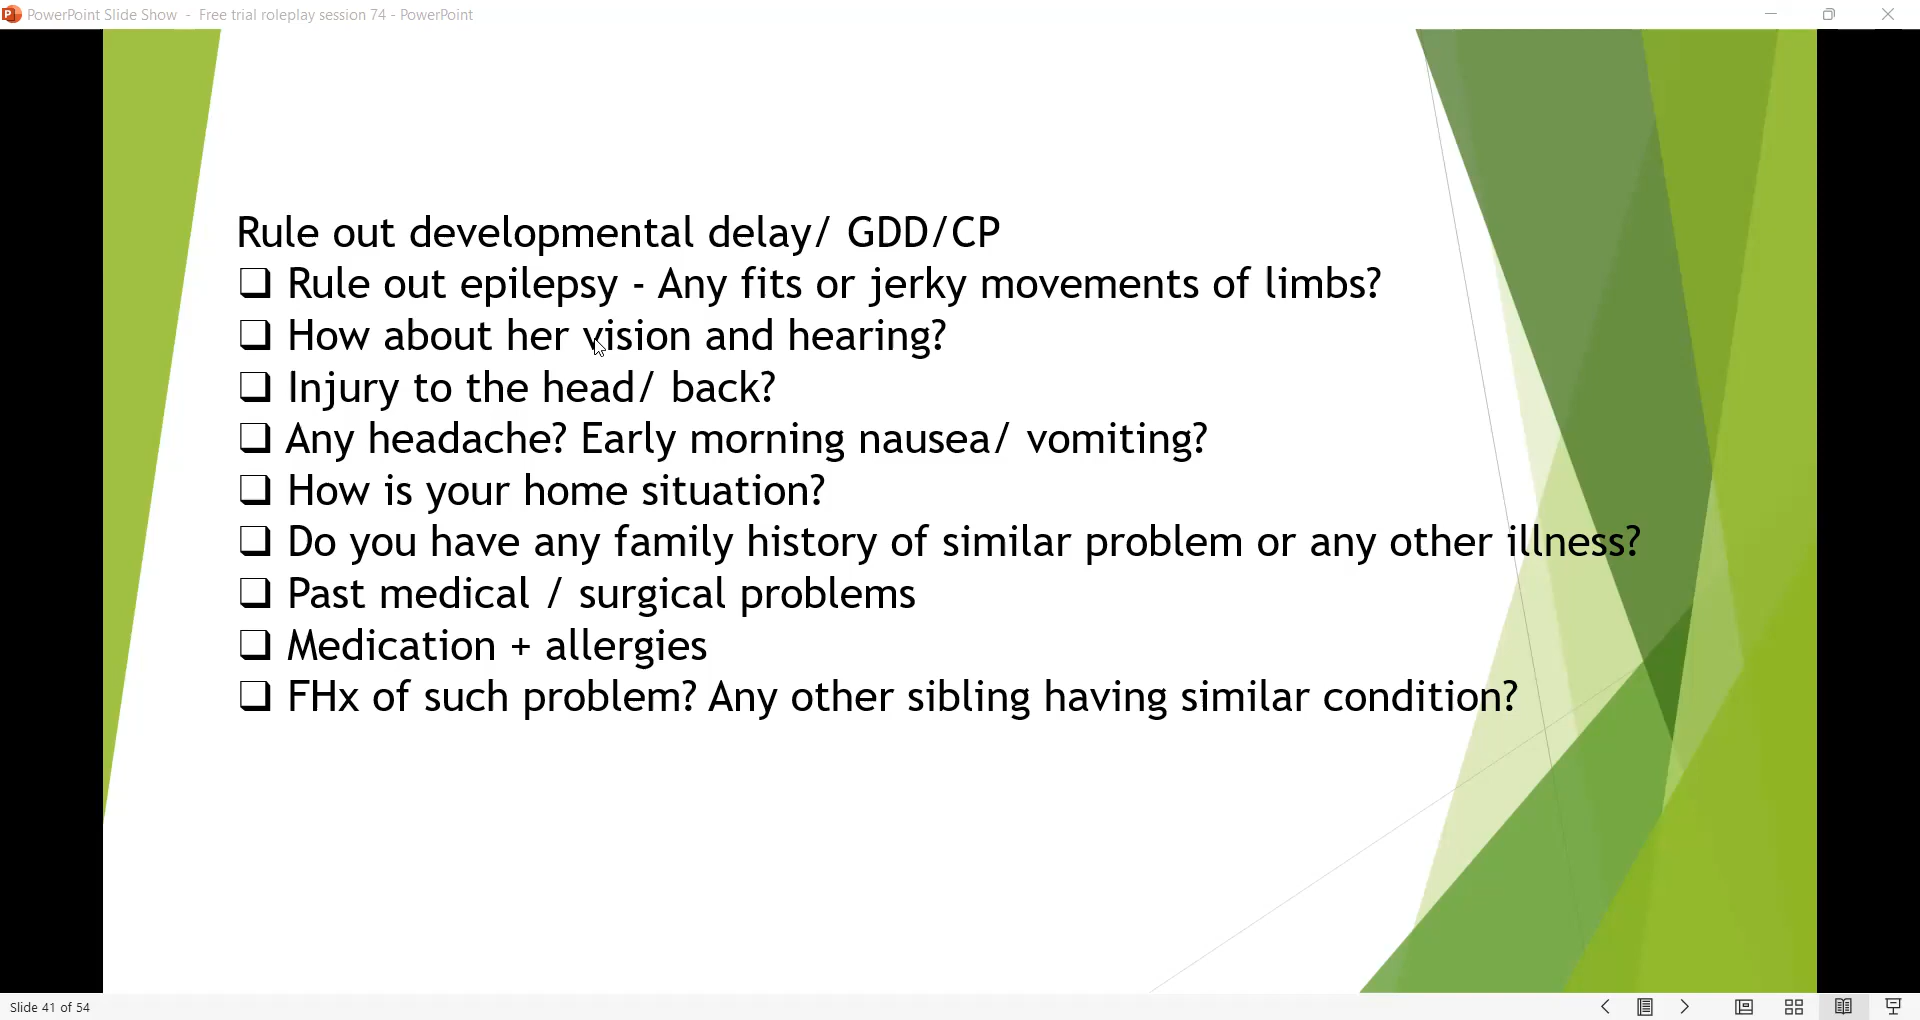 PowerPoint Slide Show - Free trial roleplay session 74 - PowerPoint
Rule out developmental delay/ GDD/CP
❑ Rule out epilepsy - Any fits or jerky movements of limbs?
❑ How about her vision and hearing?
❑ Injury to the head/ back?
❑ Any headache? Early morning nausea/ vomiting?
❑ How is your home situation?
❑ Do you have any family history of similar problem or any other illness?
❑ Past medical / surgical problems
❑ Medication + allergies
❑ FHx of such problem? Any other sibling having similar condition?
Slide 41 of 54